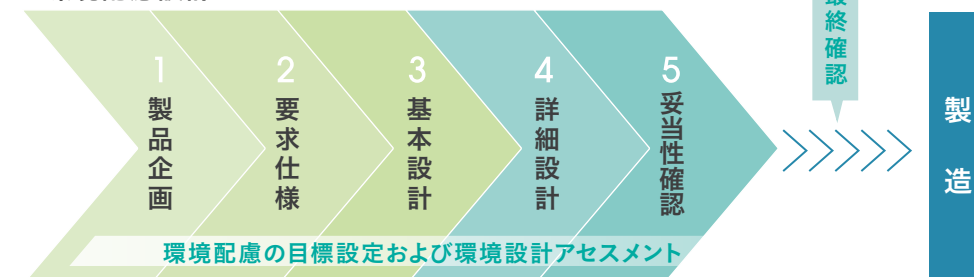 1
製品企画
2
要求仕様
3
基本設計
4
詳細設計
5
妥当性確認
環境配慮の目標設定および環境設計アセスメント
終確認
製造